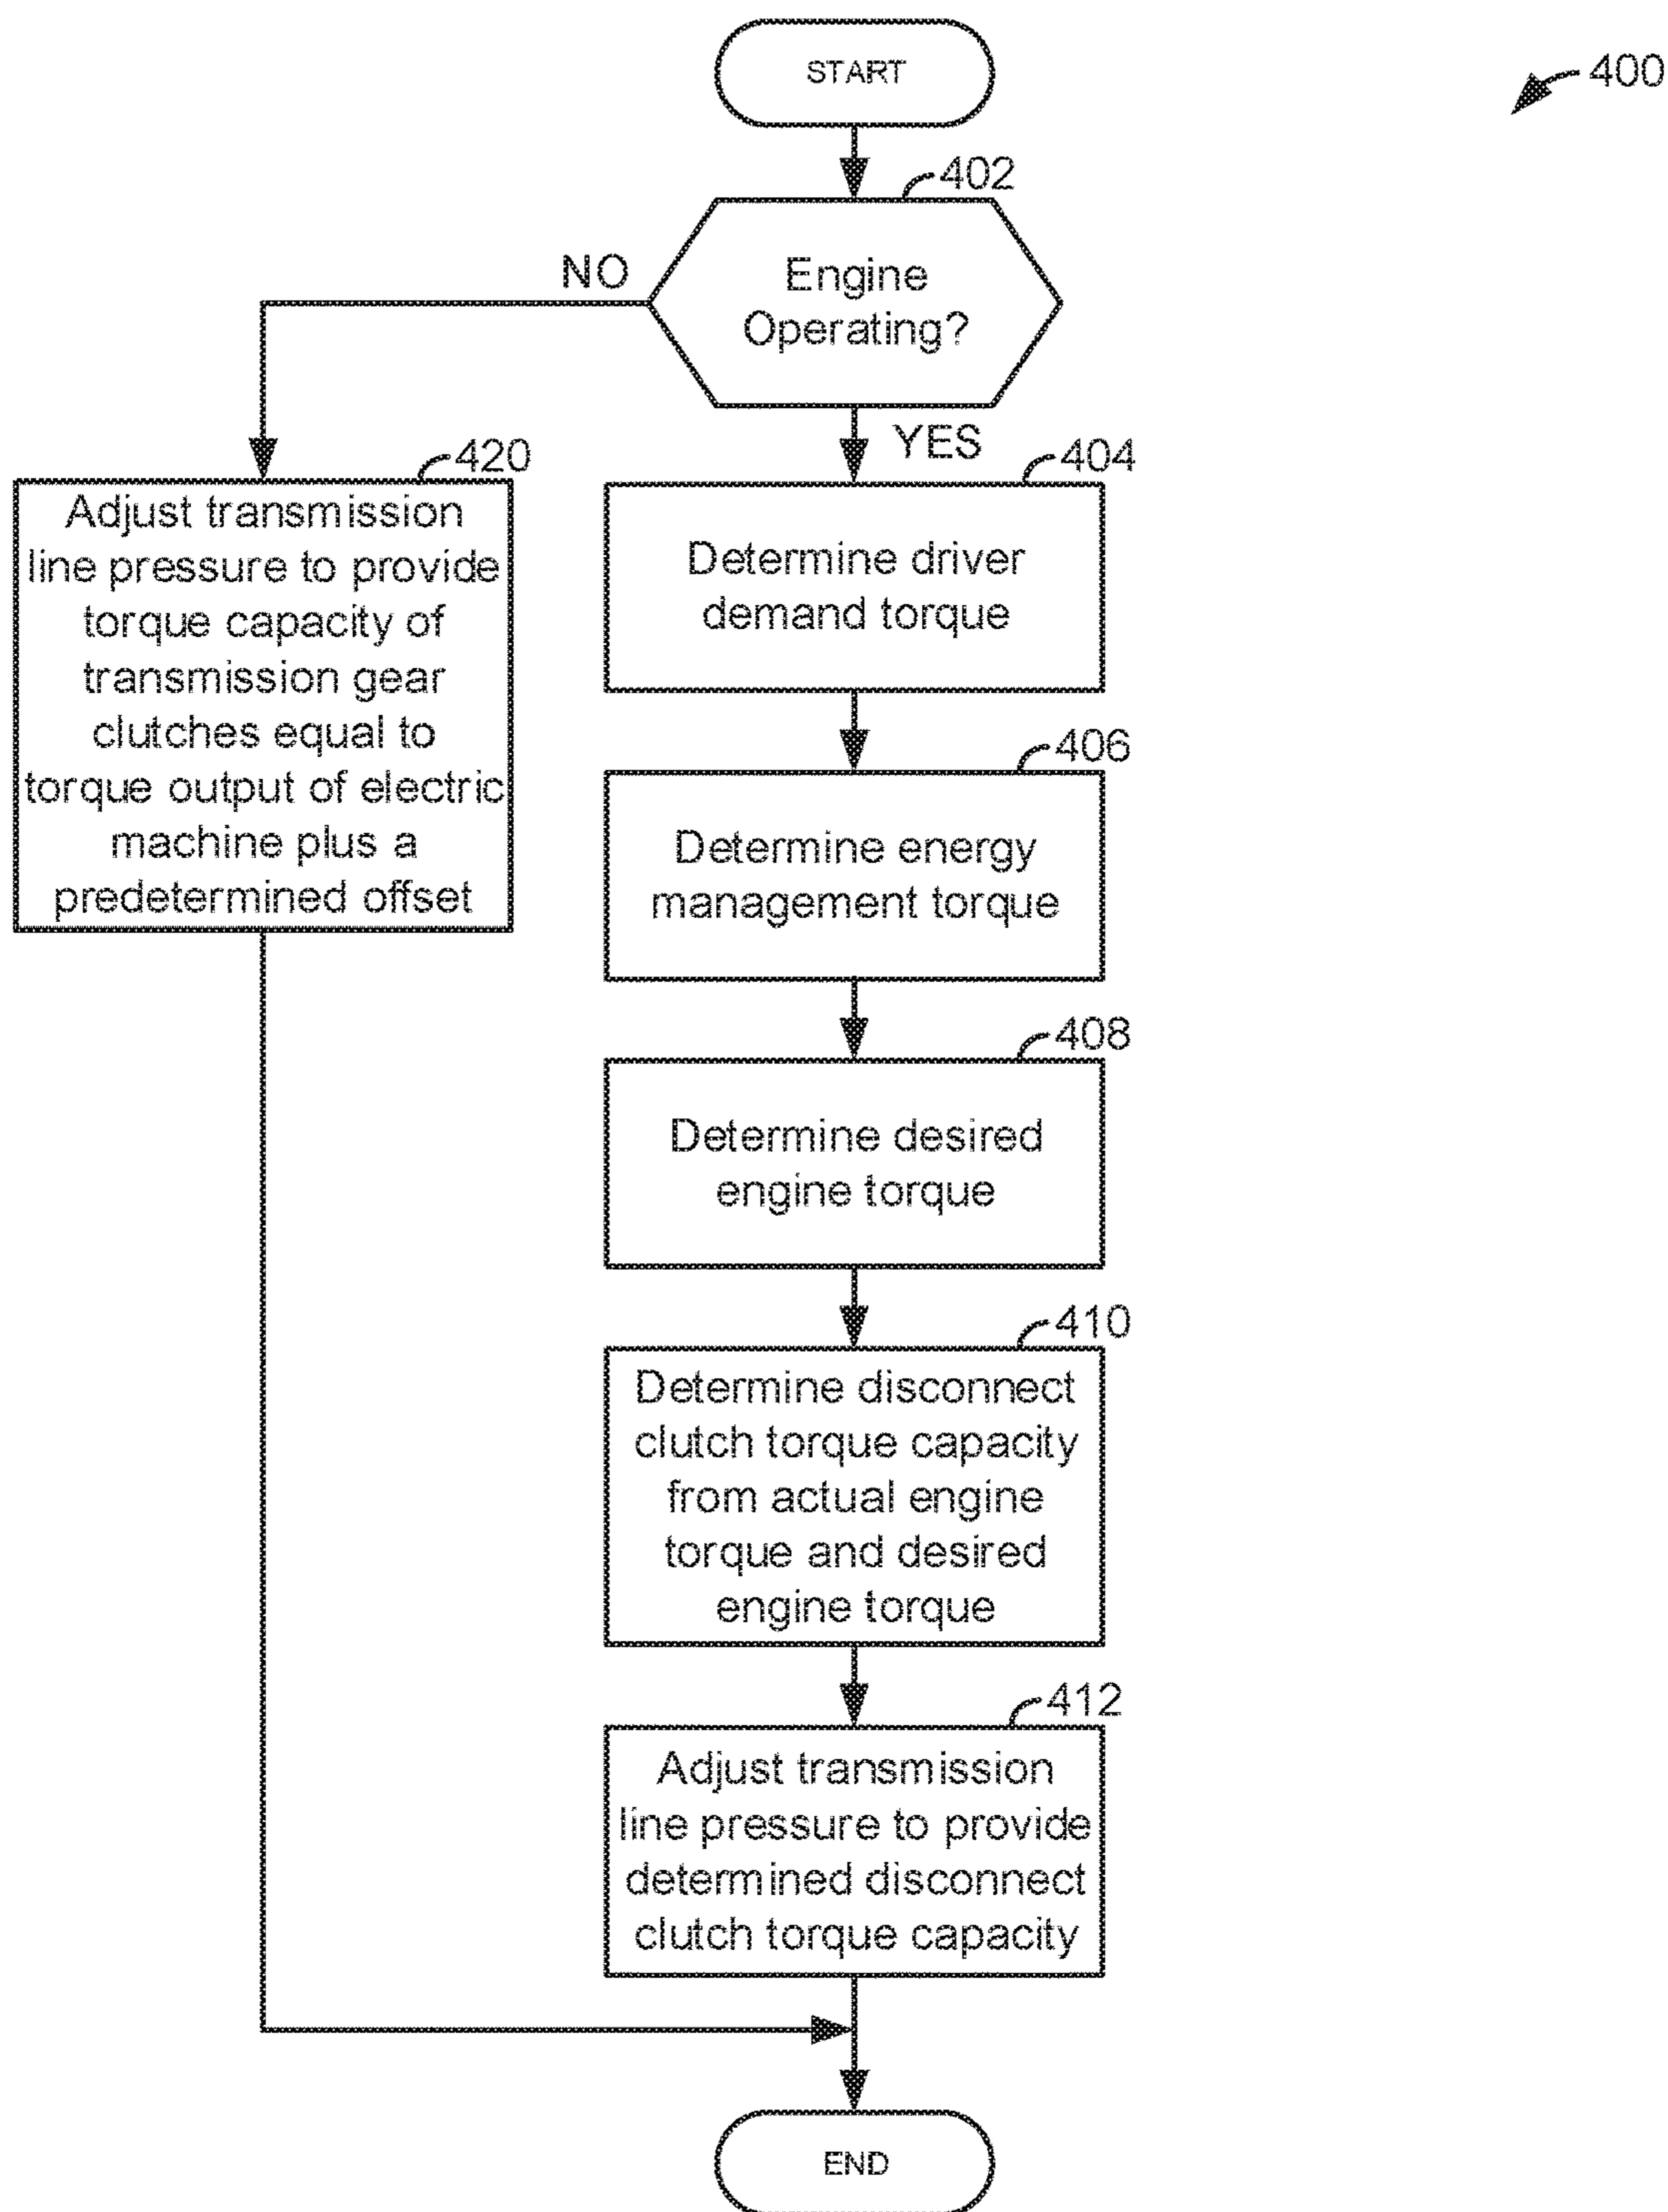 START
400
402
Engine
Operating?
NO
YES
420
Adjust transmission
line pressure to provide
torque capacity of
transmission gear
clutches equal to
torque output of electric
machine plus a
predetermined offset
404
Determine driver
demand torque
406
Determine energy
management torque
408
Determine desired
engine torque
410
Determine disconnect
clutch torque capacity
from actual engine
torque and desired
engine torque
412
Adjust transmission
line pressure to provide
determined disconnect
clutch torque capacity
END